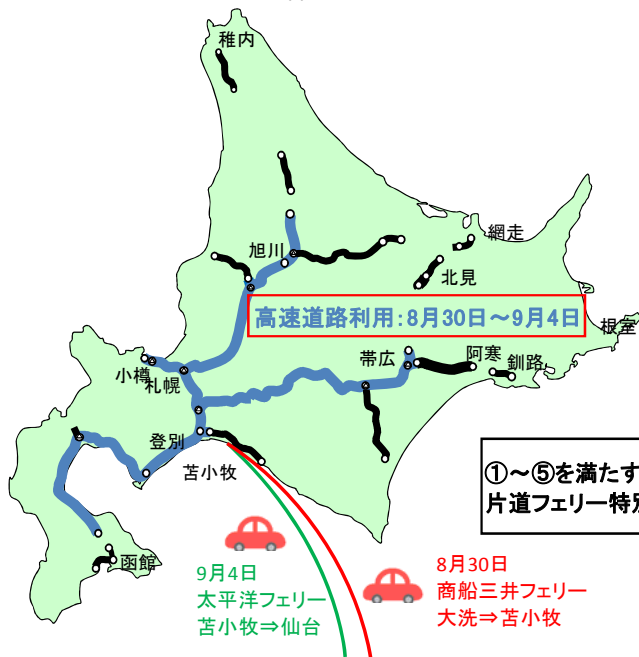 稚内
網走
旭川
北見
高速道路利用：8月30日～9月4日
根室
小樽
札幌
帯広
阿寒
釧路
登別
苫小牧
①～⑤を満たす
片道フェリー特別
函館
9月4日
太平洋フェリー
苫小牧⇒仙台
8月30日
商船三井フェリー
大洗⇒苫小牧